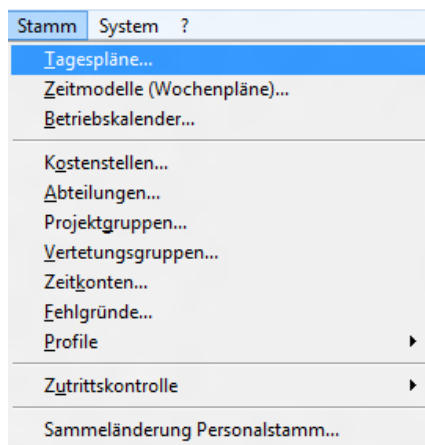 Stamm System ?
Tagespläne...
Zeitmodelle (Wochenpläne)...
Betriebskalender...
Kostenstellen...
Abteilungen...
Projektgruppen...
Vertetungsgruppen...
Zeitkonten...
Fehlgründe...
Profile
Zutrittskontrolle
Sammeländerung Personalstamm...